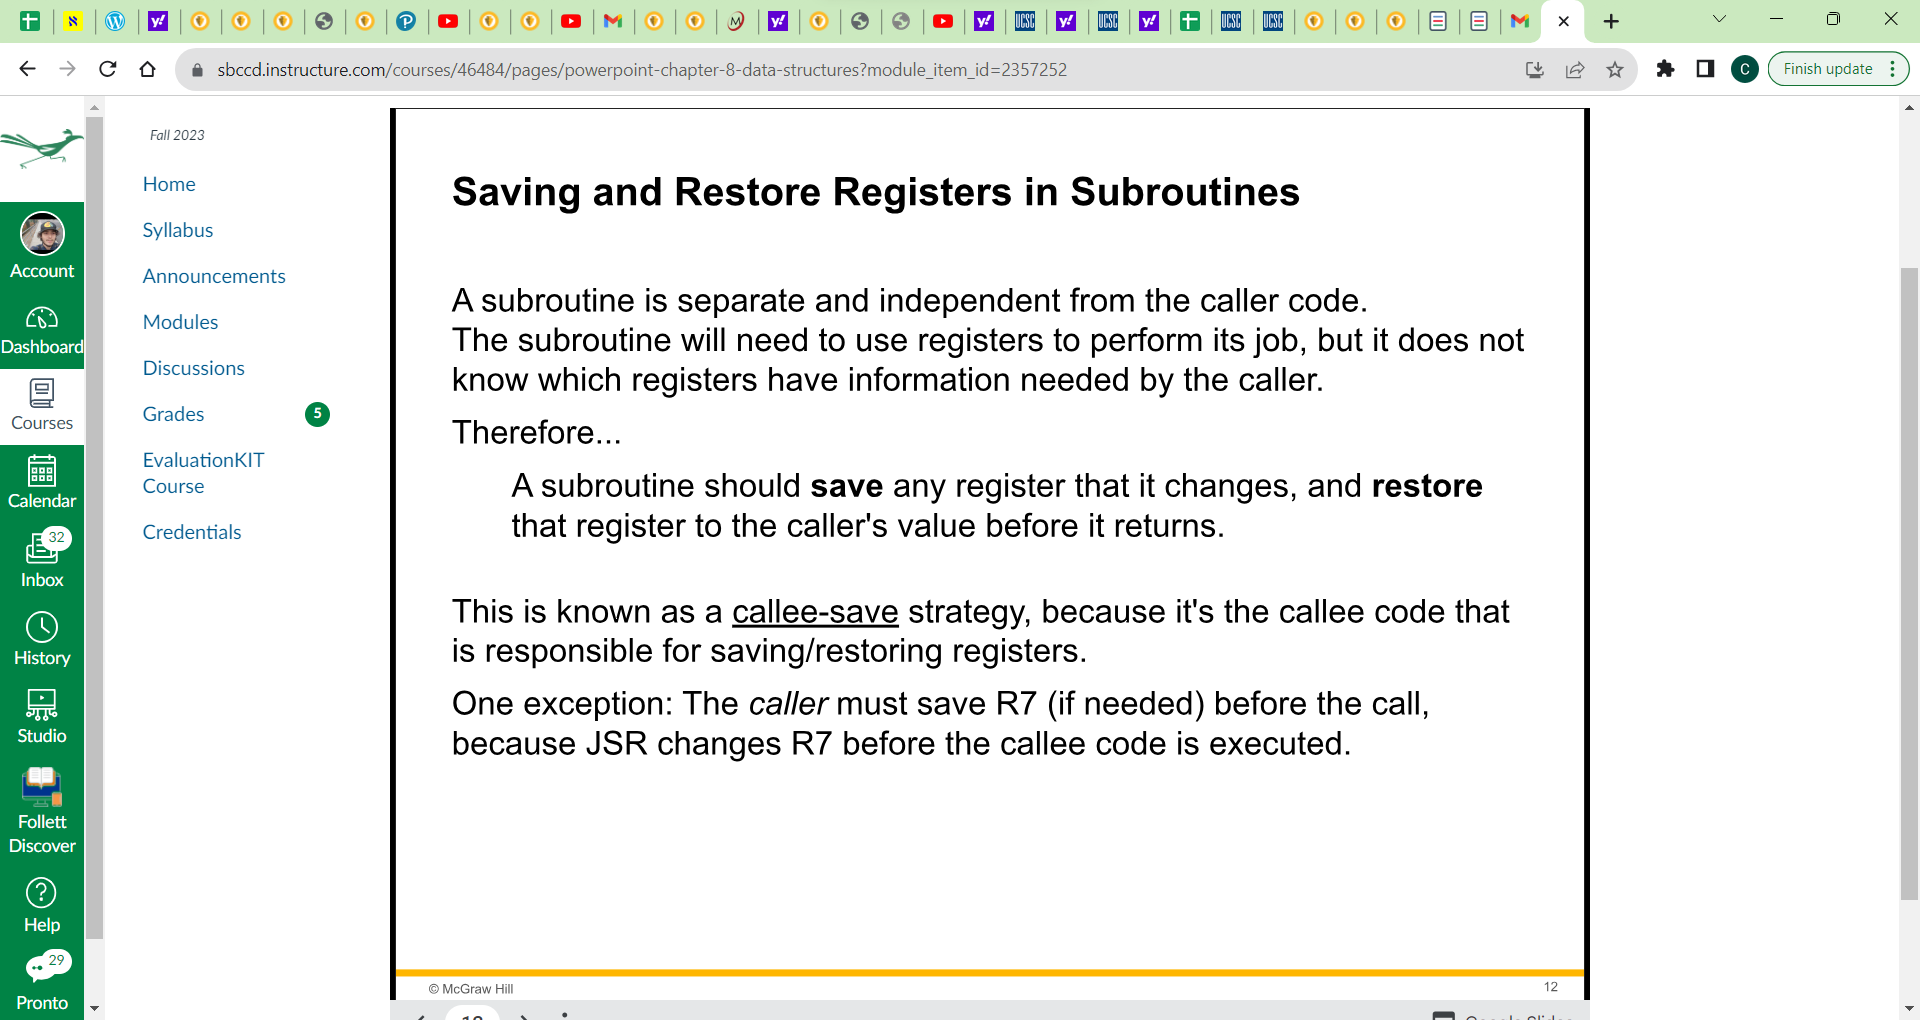 sbccd.instructure.com/courses/46484/pages/powerpoint-chapter-8-data-structures?module_item_id=2357252
C
Finish update
Account
Dashboard
Courses
Calendar
32
Inbox
History
Studio
Follett
Discover
Help
29
Pronto
Fall 2023
Home
Syllabus
Announcements
Modules
Discussions
Grades
5
EvaluationKIT
Course
Credentials
Saving and Restore Registers in Subroutines
A subroutine is separate and independent from the caller code.
The subroutine will need to use registers to perform its job, but it does not
know which registers have information needed by the caller.
Therefore...
A subroutine should save any register that it changes, and restore
that register to the caller's value before it returns.
This is known as a callee-save strategy, because it's the callee code that
is responsible for saving/restoring registers.
One exception: The caller must save R7 (if needed) before the call,
because JSR changes R7 before the callee code is executed.
© McGraw Hill
12